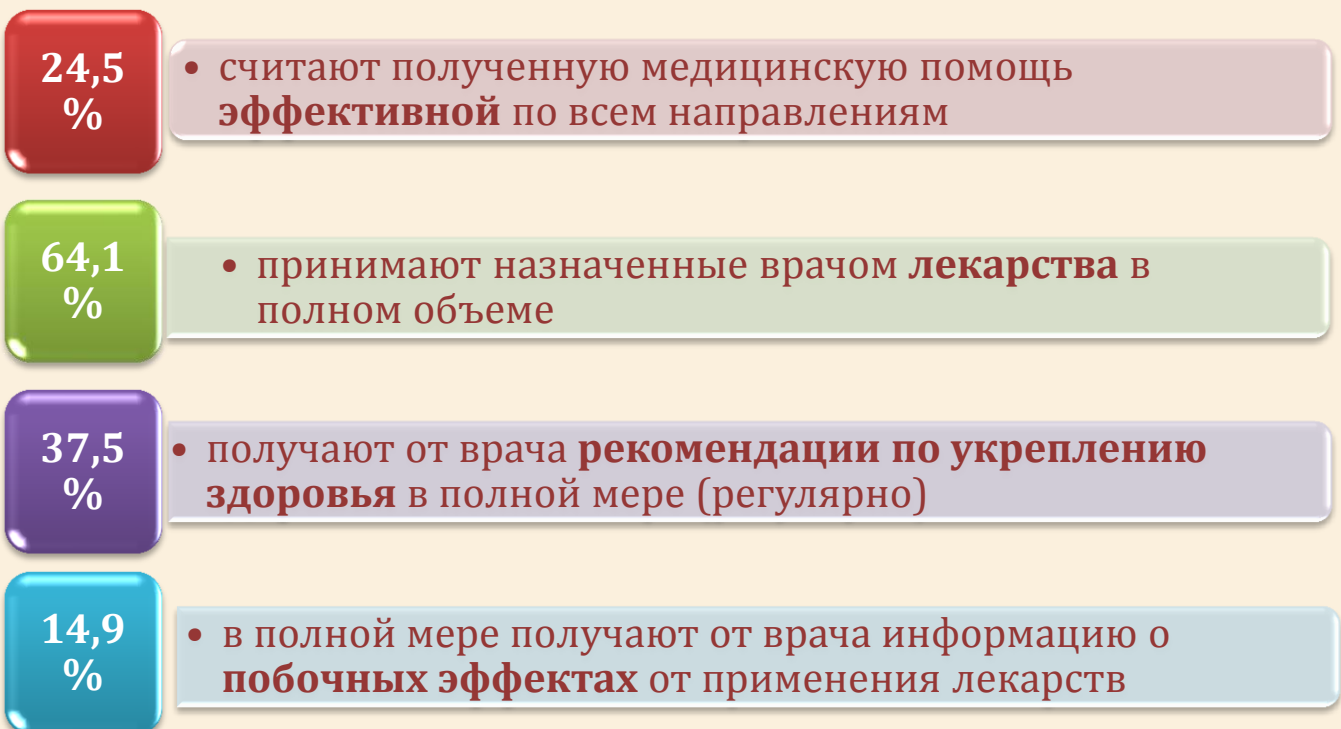 24,5
%
• считают полученную медицинскую помощь
эффективной по всем направлениям
64,1
%
• принимают назначенные врачом лекарства в
полном объеме
37,5
%
• получают от врача рекомендации по укреплению
здоровья в полной мере (регулярно)
14,9
%
• в полной мере получают от врача информацию о
побочных эффектах от применения лекарств